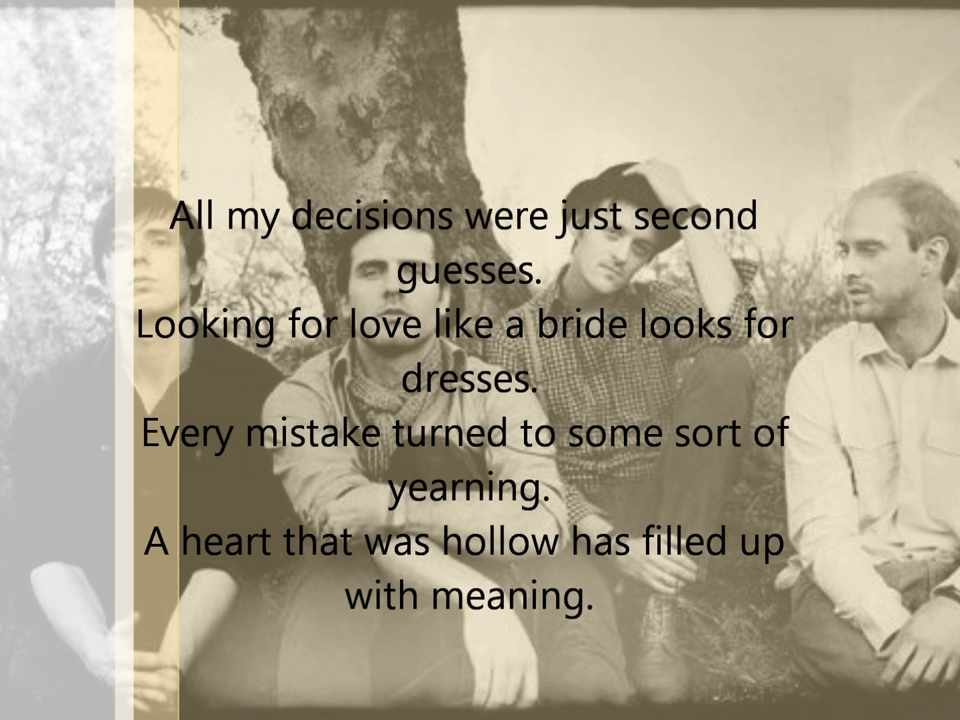 All my decisions were just second
guesses.
Looking for love like a bride looks for
dresses.
Every mistake turned to some sort of
yearning.
A heart that was hollow has filled up
with meaning.